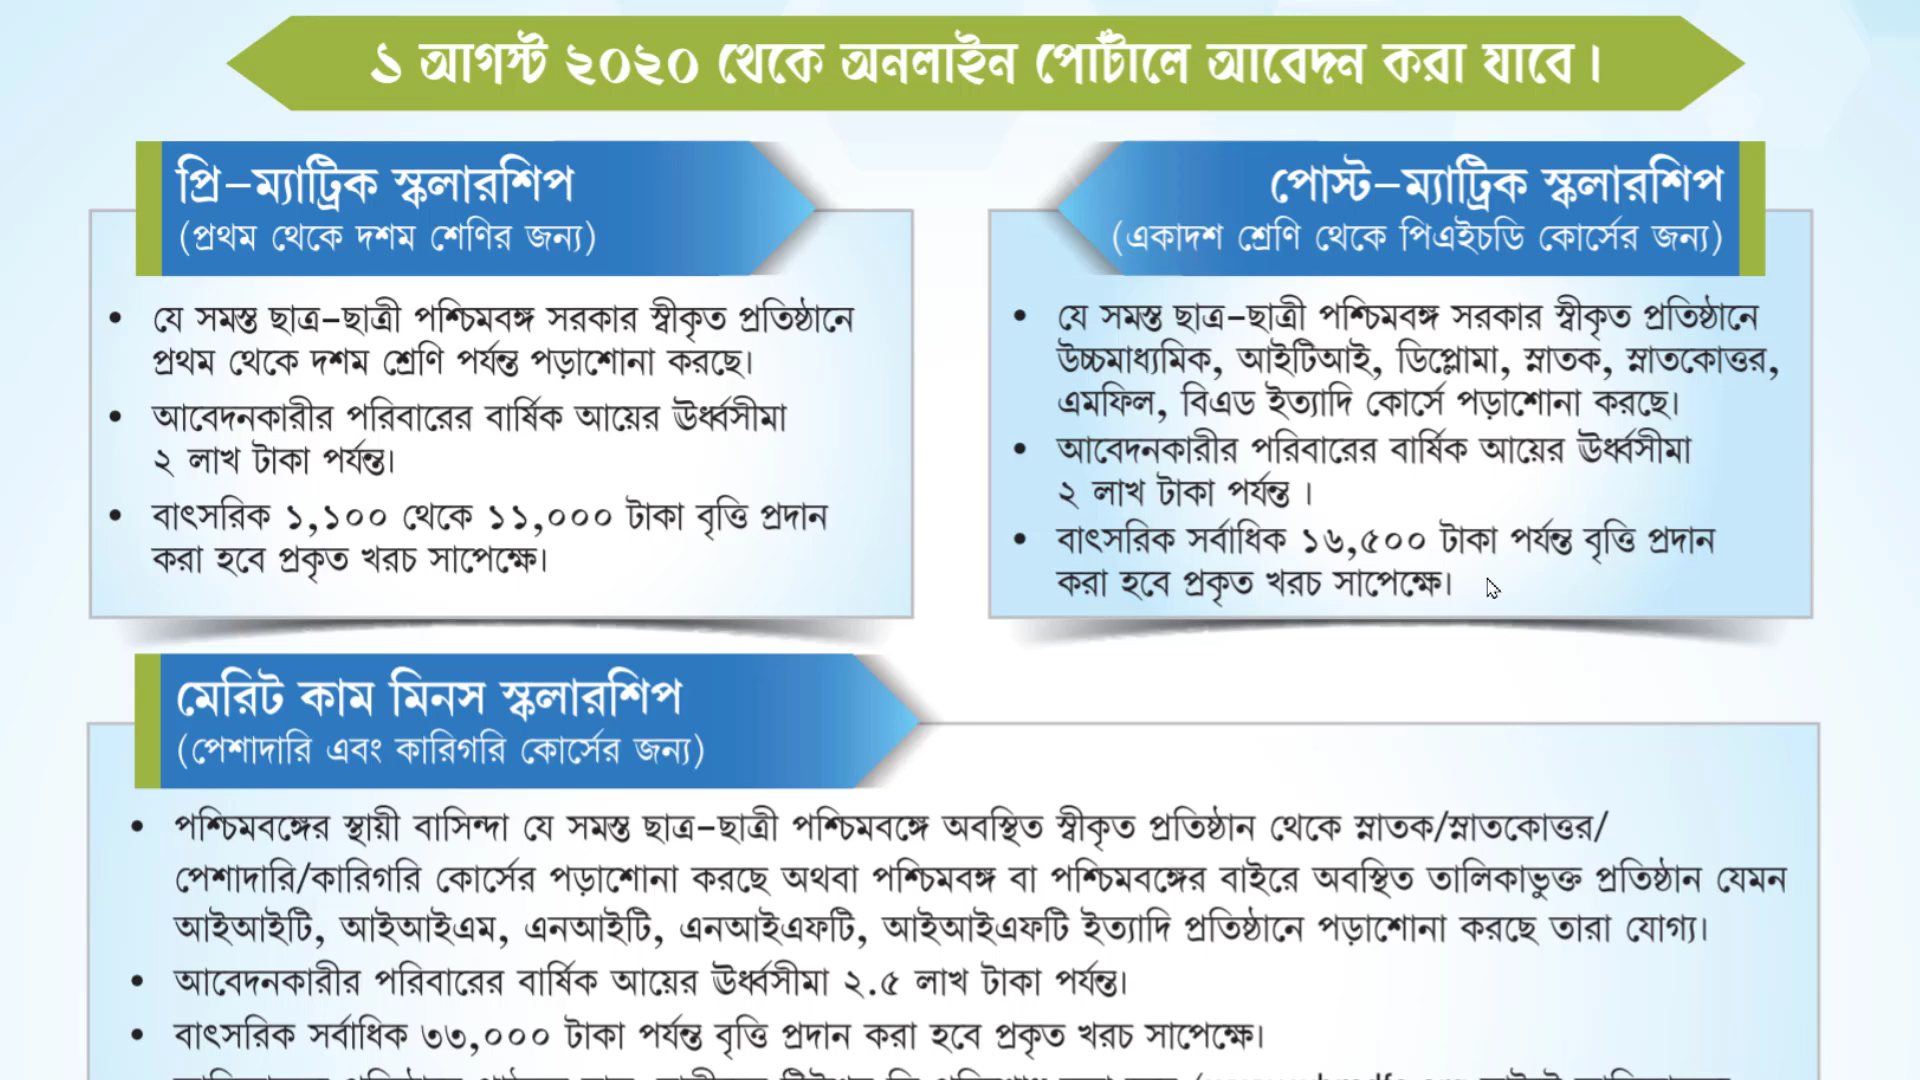 ১ আগস্ট ২০২০ থেকে অনলাইন পোর্টালে আবেদন করা যাবে।
প্রি-ম্যাট্রিক স্কলারশিপ
(প্রথম থেকে দশম শ্রেণির জন্য)
• যে সমস্ত ছাত্র-ছাত্রী পশ্চিমবঙ্গ সরকার স্বীকৃত প্রতিষ্ঠানে
প্রথম থেকে দশম শ্রেণি পর্যন্ত পড়াশোনা করছে।
• আবেদনকারীর পরিবারের বার্ষিক আয়ের ঊর্ধ্বসীমা
২ লাখ টাকা পর্যন্ত।
• বাৎসরিক ১,১০০ থেকে ১১,০০০ টাকা বৃত্তি প্রদান
করা হবে প্রকৃত খরচ সাপেক্ষে।
পোস্ট-ম্যাট্রিক স্কলারশিপ
(একাদশ শ্রেণি থেকে পিএইচডি কোর্সের জন্য)
• যে সমস্ত ছাত্র-ছাত্রী পশ্চিমবঙ্গ সরকার স্বীকৃত প্রতিষ্ঠানে
উচ্চমাধ্যমিক, আইটিআই, ডিপ্লোমা, স্নাতক, স্নাতকোত্তর,
এমফিল, বিএড ইত্যাদি কোর্সে পড়াশোনা করছে।
• আবেদনকারীর পরিবারের বার্ষিক আয়ের ঊর্ধ্বসীমা
২ লাখ টাকা পর্যন্ত ।
• বাৎসরিক সর্বাধিক ১৬,৫০০ টাকা পর্যন্ত বৃত্তি প্রদান
করা হবে প্রকৃত খরচ সাপেক্ষে।
মেরিট কাম মিনস স্কলারশিপ
(পেশাদারি এবং কারিগরি কোর্সের জন্য)
• পশ্চিমবঙ্গের স্থায়ী বাসিন্দা যে সমস্ত ছাত্র-ছাত্রী পশ্চিমবঙ্গে অবস্থিত স্বীকৃত প্রতিষ্ঠান থেকে স্নাতক/স্নাতকোত্তর/
পেশাদারি/কারিগরি কোর্সের পড়াশোনা করছে অথবা পশ্চিমবঙ্গ বা পশ্চিমবঙ্গের বাইরে অবস্থিত তালিকাভুক্ত প্রতিষ্ঠান যেমন
আইআইটি, আইআইএম, এনআইটি, এনআইএফটি, আইআইএফটি ইত্যাদি প্রতিষ্ঠানে পড়াশোনা করছে তারা যোগ্য।
• আবেদনকারীর পরিবারের বার্ষিক আয়ের ঊর্ধ্বসীমা ২.৫ লাখ টাকা পর্যন্ত।
• বাৎসরিক সর্বাধিক ৩৩,০০০ টাকা পর্যন্ত বৃত্তি প্রদান করা হবে প্রকৃত খরচ সাপেক্ষে।